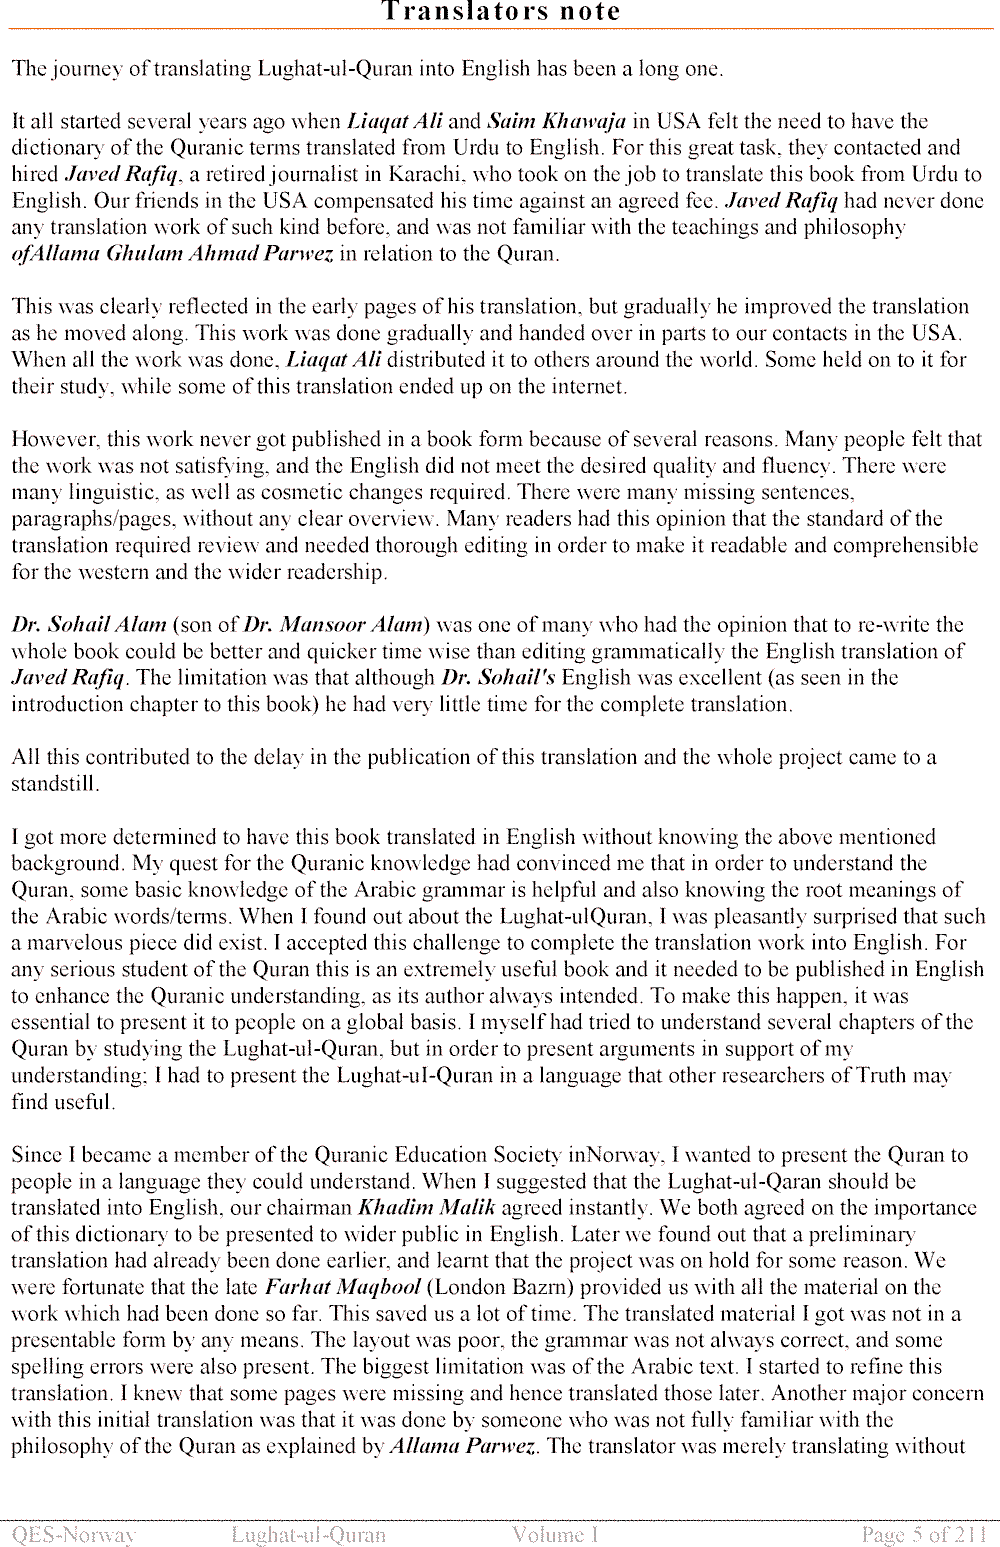 Translators note
The journey of translating Lughat-ul-Quran into English has been a long one.
It all started several years ago when Liaqat Ali and Saim Khawaja in USA felt the need to have the
dictionary of the Quranic terms translated from Urdu to English. For this great task, they contacted and
hired Javed Rafiq, a retired journalist in Karachi, who took on the job to translate this book from Urdu to
English. Our friends in the USA compensated his time against an agreed fee. Javed Rafiq had never done
any translation work of such kind before, and was not familiar with the teachings and philosophy
ofAllama Ghulam Ahmad Parwez in relation to the Quran.
This was clearly reflected in the early pages of his translation, but gradually he improved the translation
as he moved along. This work was done gradually and handed over in parts to our contacts in the USA.
When all the work was done, Liaqat Ali distributed it to others around the world. Some held on to it for
their study, while some of this translation ended up on the internet.
However, this work never got published in a book form because of several reasons. Many people felt that
the work was not satisfying, and the English did not meet the desired quality and fluency. There were
many linguistic, as well as cosmetic changes required. There were many missing sentences,
paragraphs/pages, without any clear overview. Many readers had this opinion that the standard of the
translation required review and needed thorough editing in order to make it readable and comprehensible
for the western and the wider readership.
Dr. Sohail Alam (son of Dr. Mansoor Alam) was one of many who had the opinion that to re-write the
whole book could be better and quicker time wise than editing grammatically the English translation of
Javed Rafiq. The limitation was that although Dr. Sohail's English was excellent (as seen in the
introduction chapter to this book) he had very little time for the complete translation.
All this contributed to the delay in the publication of this translation and the whole project came to a
standstill.
I got more determined to have this book translated in English without knowing the above mentioned
background. My quest for the Quranic knowledge had convinced me that in order to understand the
Quran, some basic knowledge of the Arabic grammar is helpful and also knowing the root meanings of
the Arabic words/terms. When I found out about the Lughat-ulQuran, I was pleasantly surprised that such
a marvelous piece did exist. I accepted this challenge to complete the translation work into English. For
any serious student of the Quran this is an extremely useful book and it needed to be published in English
to enhance the Quranic understanding, as its author always intended. To make this happen, it was
essential to present it to people on a global basis. I myself had tried to understand several chapters of the
Quran by studying the Lughat-ul-Quran, but in order to present arguments in support of my
understanding; I had to present the Lughat-uI-Quran in a language that other researchers of Truth may
find useful.
Since I became a member of the Quranic Education Society inNorway, I wanted to present the Quran to
people in a language they could understand. When I suggested that the Lughat-ul-Qaran should be
translated into English, our chairman Khadim Malik agreed instantly. We both agreed on the importance
of this dictionary to be presented to wider public in English. Later we found out that a preliminary
translation had already been done earlier, and learnt that the project was on hold for some reason. We
were fortunate that the late Farhat Maqbool (London Bazm) provided us with all the material on the
work which had been done so far. This saved us a lot of time. The translated material I got was not in a
presentable form by any means. The layout was poor, the grammar was not always correct, and some
spelling errors were also present. The biggest limitation was of the Arabic text. I started to refine this
translation. I knew that some pages were missing and hence translated those later. Another major concern
with this initial translation was that it was done by someone who was not fully familiar with the
philosophy of the Quran as explained by Allama Parwez. The translator was merely translating without
QES-Norway Lughat-ul-Quran Volume I Page 5 of 211